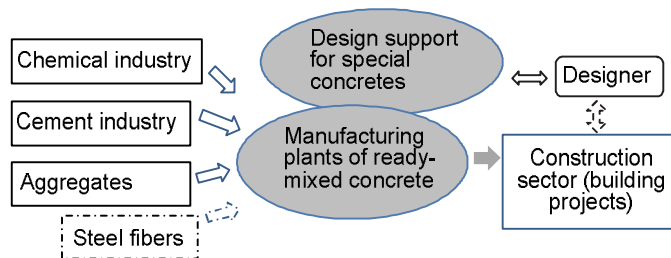 Chemical industry
Cement industry
Aggregates
Steel fibers
Design support
for special
concretes
Manufacturing
plants of ready-
mixed concrete
Designer
Construction
sector (building
projects)